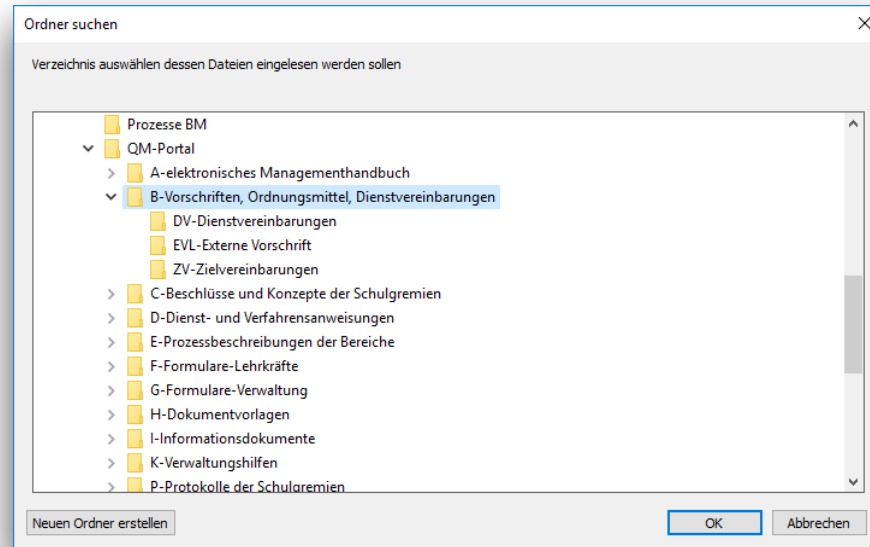 Ordner suchen
Verzeichnis auswählen dessen Dateien eingelesen werden sollen
Prozesse BM
QM-Portal
A-elektronisches Managementhandbuch
B-Vorschriften, Ordnungsmittel, Dienstvereinbarungen
DV-Dienstvereinbarungen
EVL-Externe Vorschrift
ZV-Zielvereinbarungen
C-Beschlüsse und Konzepte der Schulgremien
D-Dienst- und Verfahrensanweisungen
E-Prozessbeschreibungen der Bereiche
F-Formulare-Lehrkräfte
G-Formulare-Verwaltung
H-Dokumentvorlagen
I-Informationsdokumente
K-Verwaltungshilfen
P-Protokolle der Schulgremien
Neuen Ordner erstellen OK Abbrechen